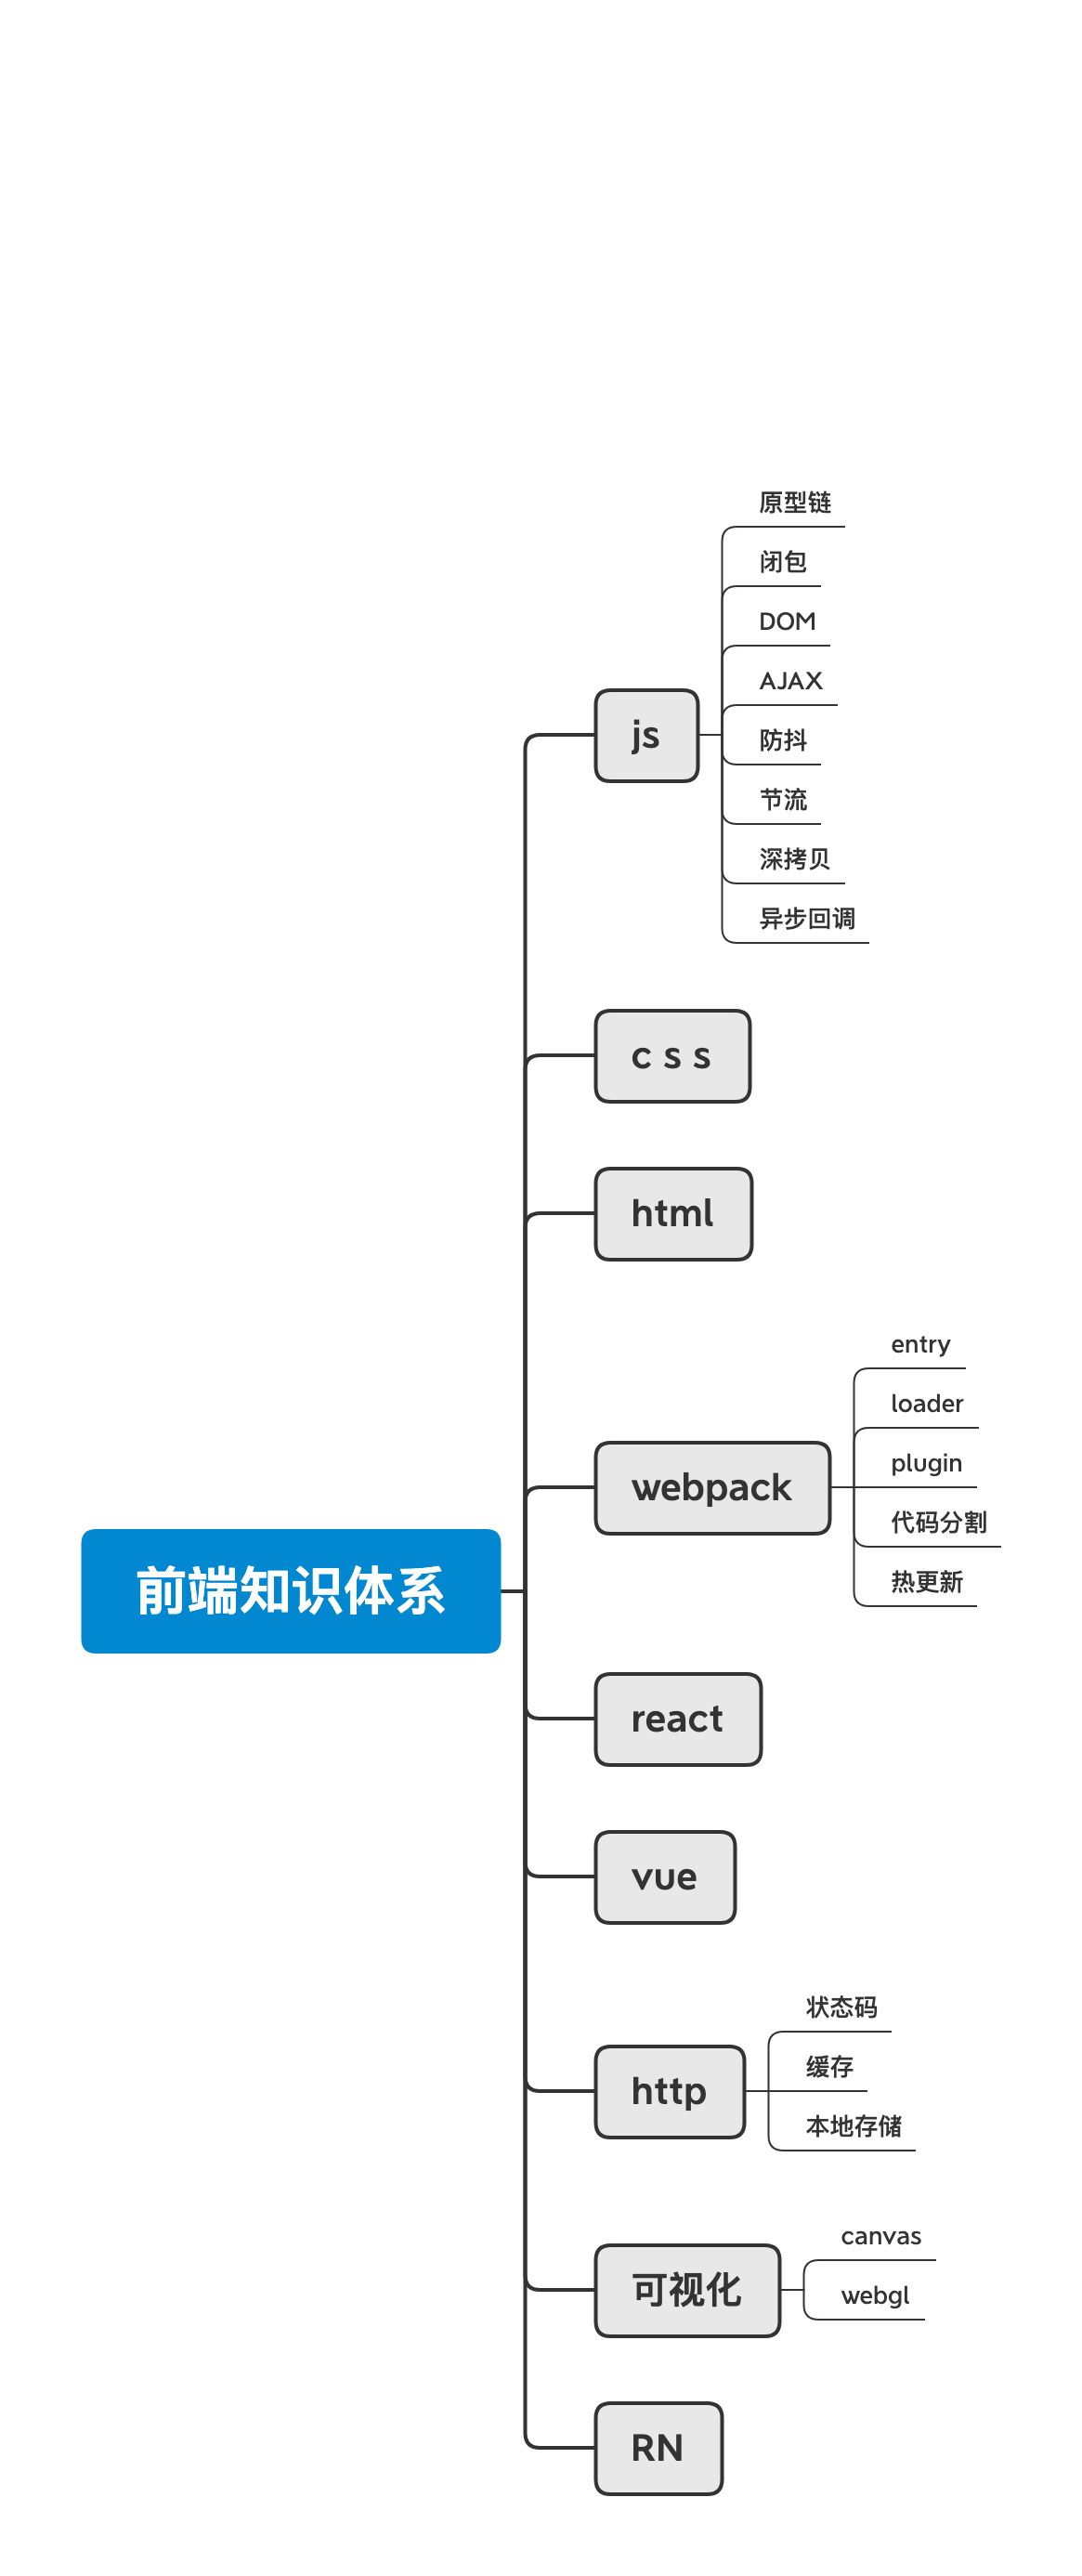 前端知识体系
js
原型链
闭包
DOM
AJAX
防抖
节流
深拷贝
异步回调
c s s
html
webpack
entry
loader
plugin
代码分割
热更新
react
vue
http
状态码
缓存
本地存储
可视化
canvas
webgl
RN